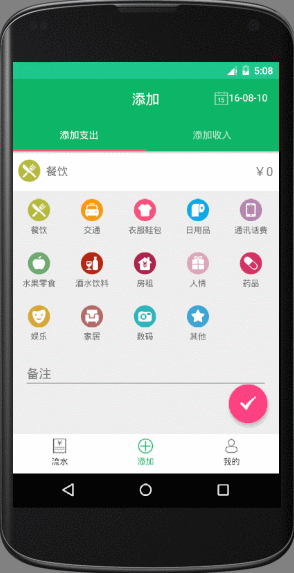 5:08
添加
15 16-08-10
添加支出 添加收入
餐饮 ￥0
餐饮 交通 衣服鞋包 日用品 通讯话费
水果零食 酒水饮料 房租 人情 药品
娱乐 家居 数码 其他
备注
流水 添加 我的